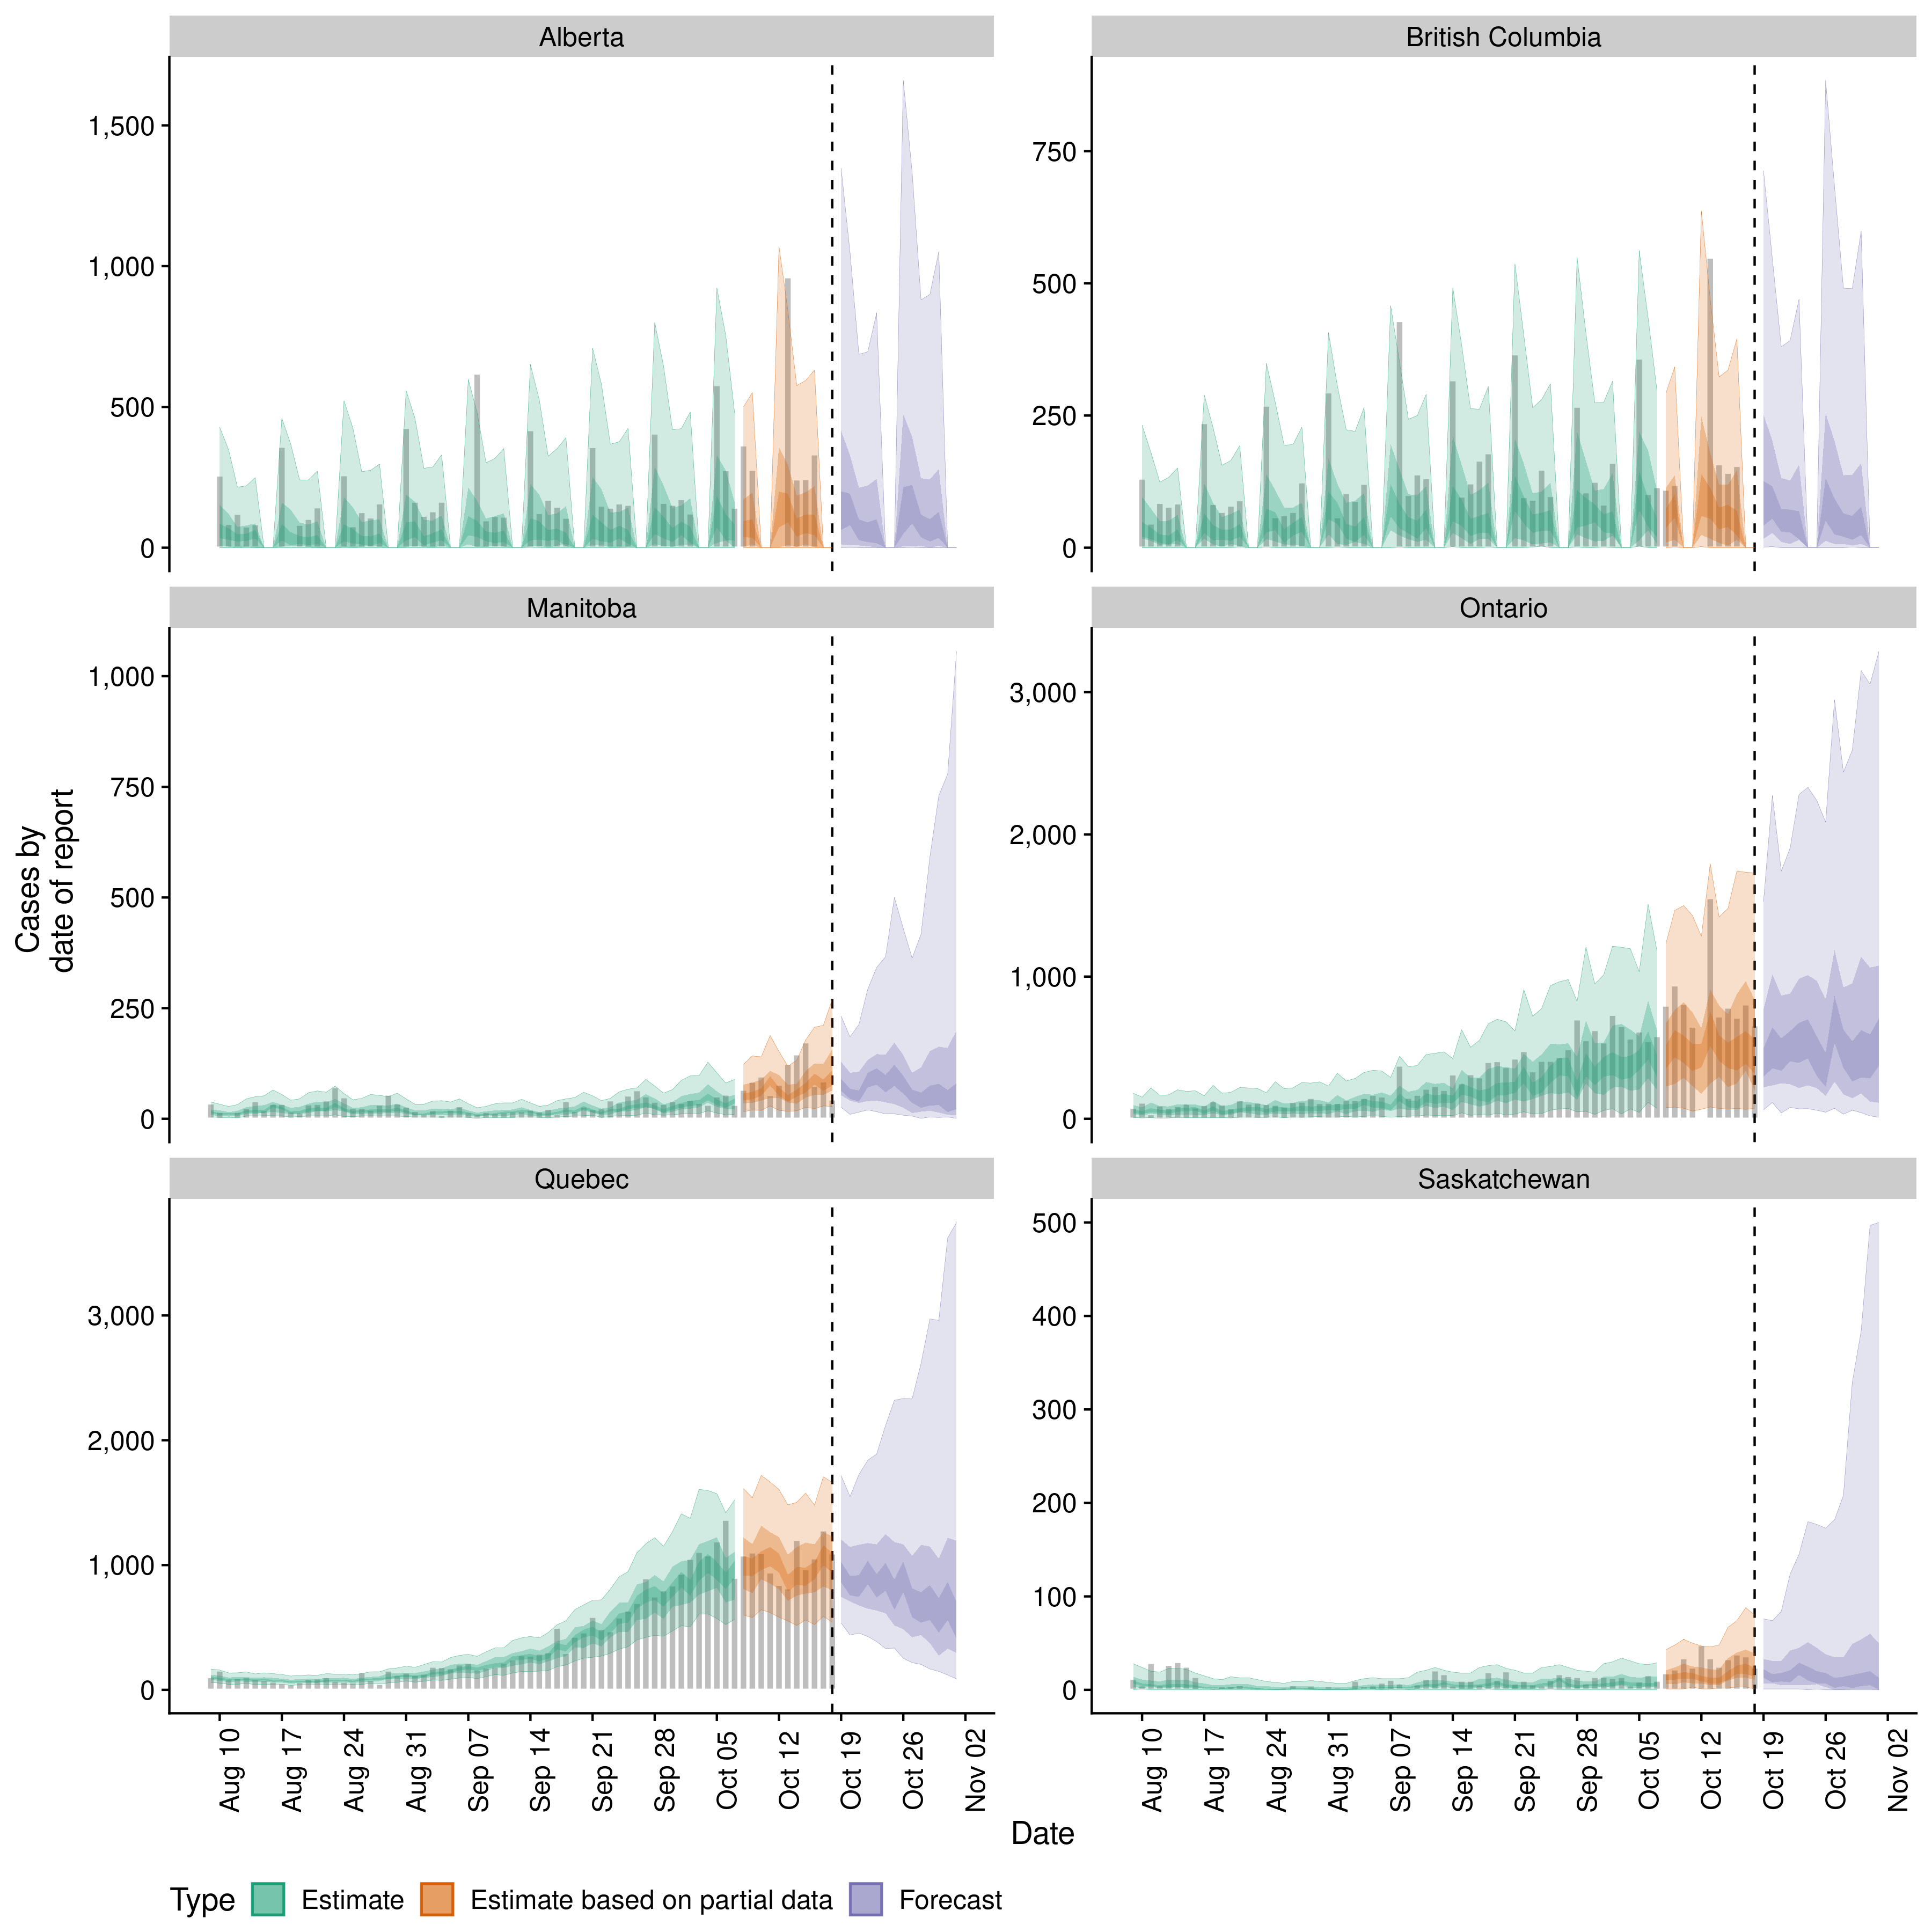 Alberta
British Columbia
1,500
1,000
500
0
750
500
250
0
Manitoba
Ontario
1,000
750
500
250
0
3,000
2,000
1,000
0
Quebec
Saskatchewan
3,000
2,000
1,000
0
500
400
300
200
100
0
Cases by
date of report
Aug 10
Aug 17
Aug 24
Aug 31
Sep 07
Sep 14
Sep 21
Sep 28
Oct 05
Oct 12
Oct 19
Oct 26
Nov 02
Aug 10
Aug 17
Aug 24
Aug 31
Sep 07
Sep 14
Sep 21
Sep 28
Oct 05
Oct 12
Oct 19
Oct 26
Nov 02
Date
Type Estimate Estimate based on partial data Forecast